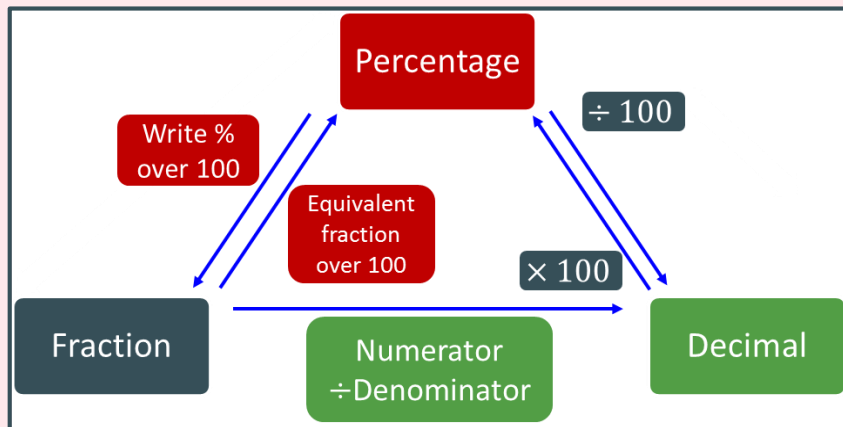 Percentage
÷ 100
Write %
over 100
Equivalent
fraction
over 100
× 100
Fraction
Numerator
÷Denominator
Decimal